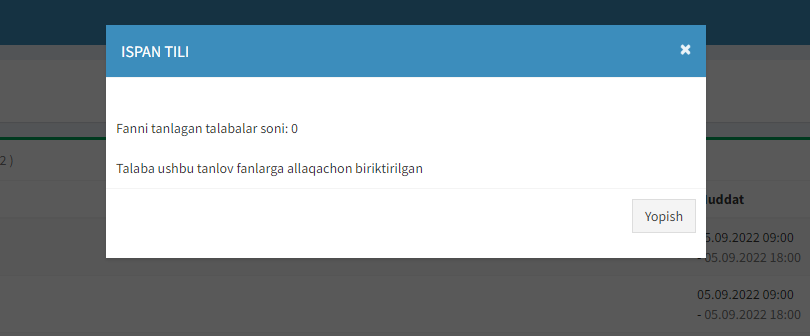 ISPAN TILI
×
Fanni tanlagan talabalar soni: 0
2 )
Talaba ushbu tanlov fanlarga allaqachon biriktirilgan
Yopish
05.09.2022 09:00
- 05.09.2022 18:00
05.09.2022 09:00
- 05.09.2022 18:00